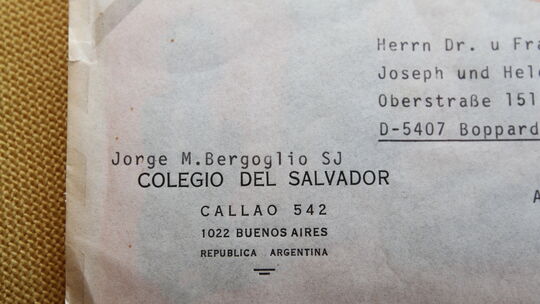 Herrn Dr. u Fra
Joseph und Hel
Oberstraße 151
D-5407 Boppard
Jorge M.Bergoglio SJ
COLEGIO DEL SALVADOR
CALLAO 542
1022 BUENOS AIRES
REPUBLICA ARGENTINA
A